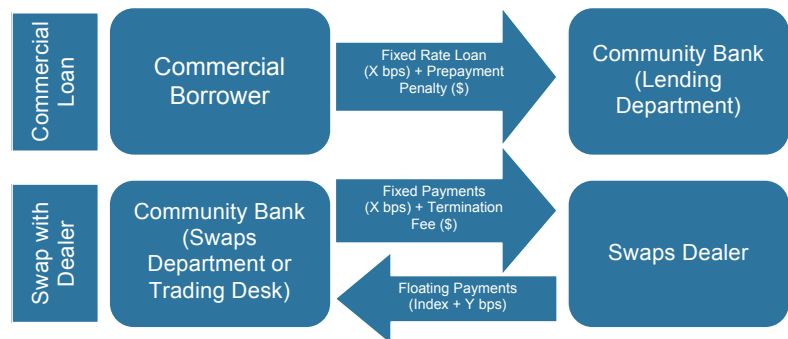 Commercial
Loan
Commercial
Borrower
Fixed Rate Loan
(X bps) + Prepayment
Penalty ($)
Community Bank
(Lending
Department)
Swap with
Dealer
Community Bank
(Swaps
Department or
Trading Desk)
Fixed Payments
(X bps) + Termination
Fee ($)
Floating Payments
(Index + Y bps)
Swaps Dealer